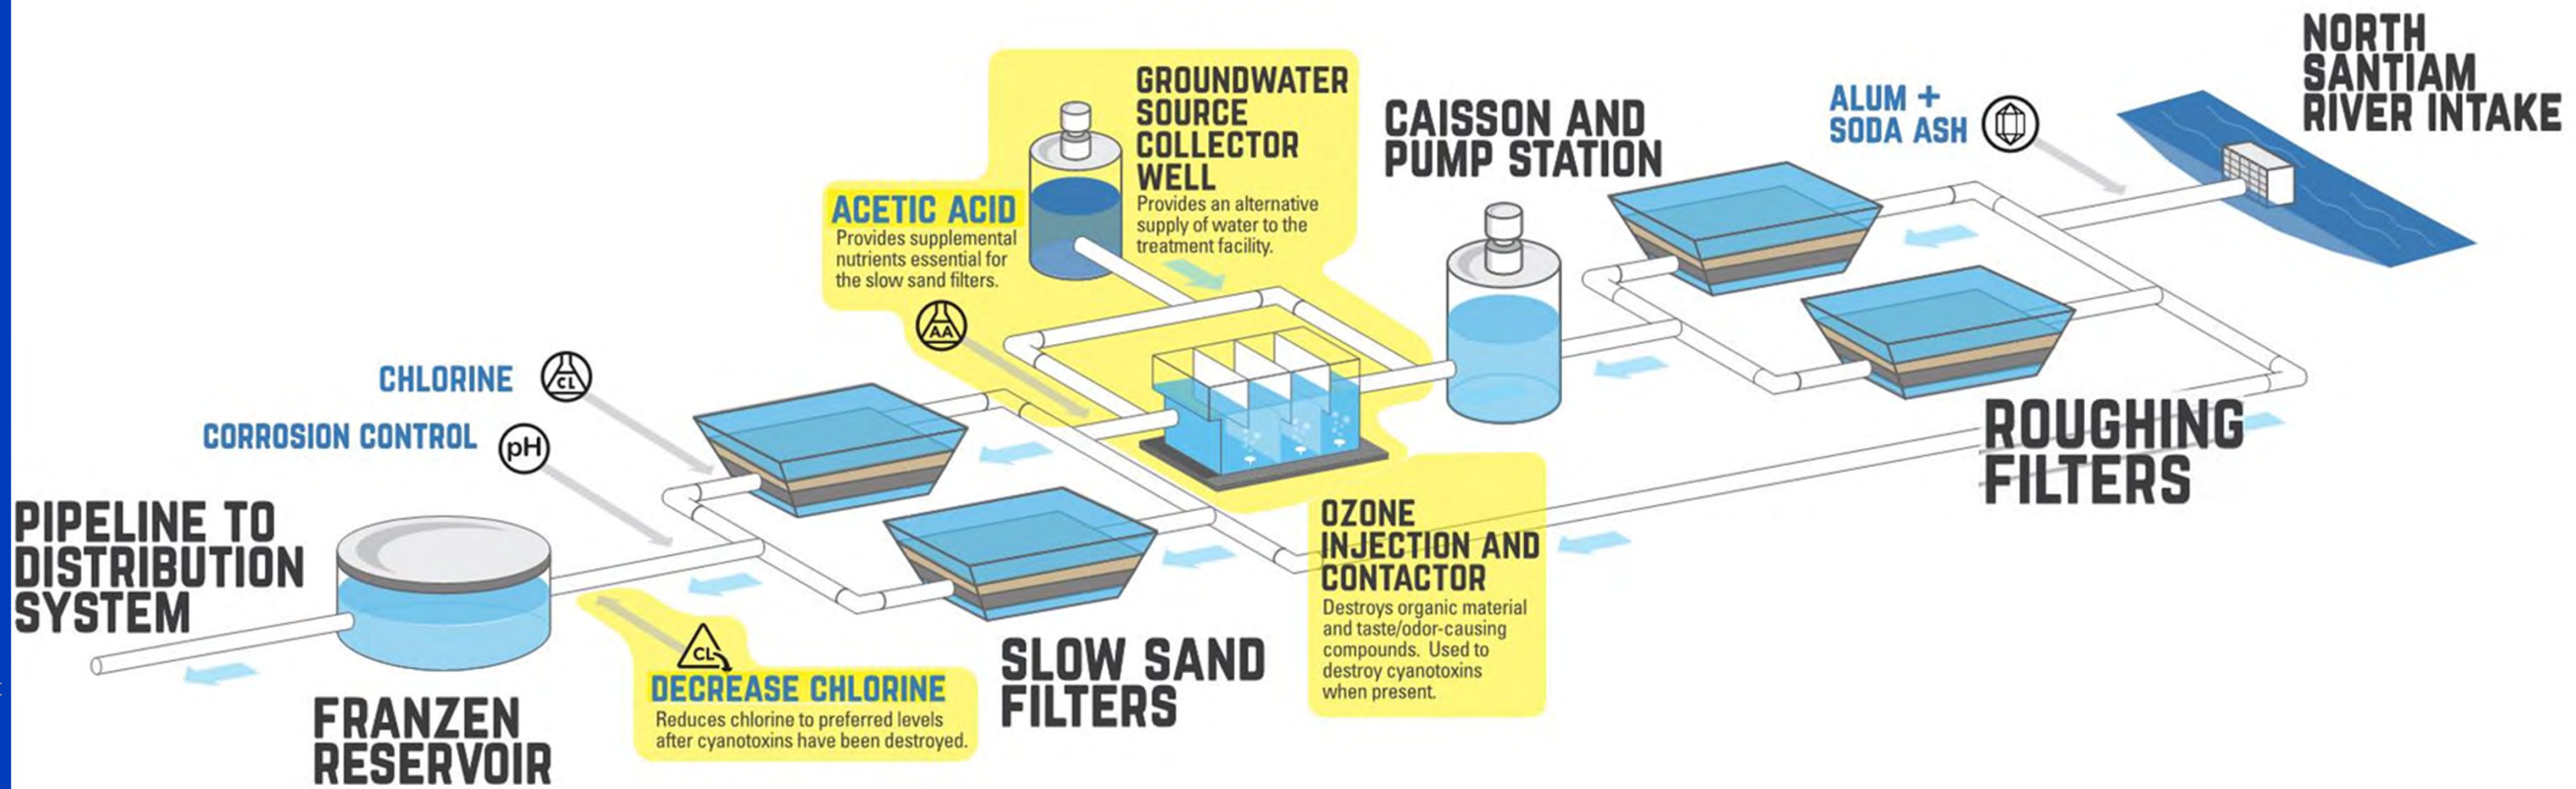 NORTH
SANTIAM
RIVER INTAKE
ALUM +
SODA ASH
ROUGHING
FILTERS
CAISSON AND
PUMP STATION
GROUNDWATER
SOURCE
COLLECTOR
WELL
Provides an alternative
supply of water to the
treatment facility.
ACETIC ACID
Provides supplemental
nutrients essential for
the slow sand filters.
AA
OZONE
INJECTION AND
CONTACTOR
Destroys organic material
and taste/odor-causing
compounds. Used to
destroy cyanotoxins
when present.
SLOW SAND
FILTERS
CHLORINE
CL
CORROSION CONTROL
pH
CL
DECREASE CHLORINE
Reduces chlorine to preferred levels
after cyanotoxins have been destroyed.
FRANZEN
RESERVOIR
PIPELINE TO
DISTRIBUTION
SYSTEM